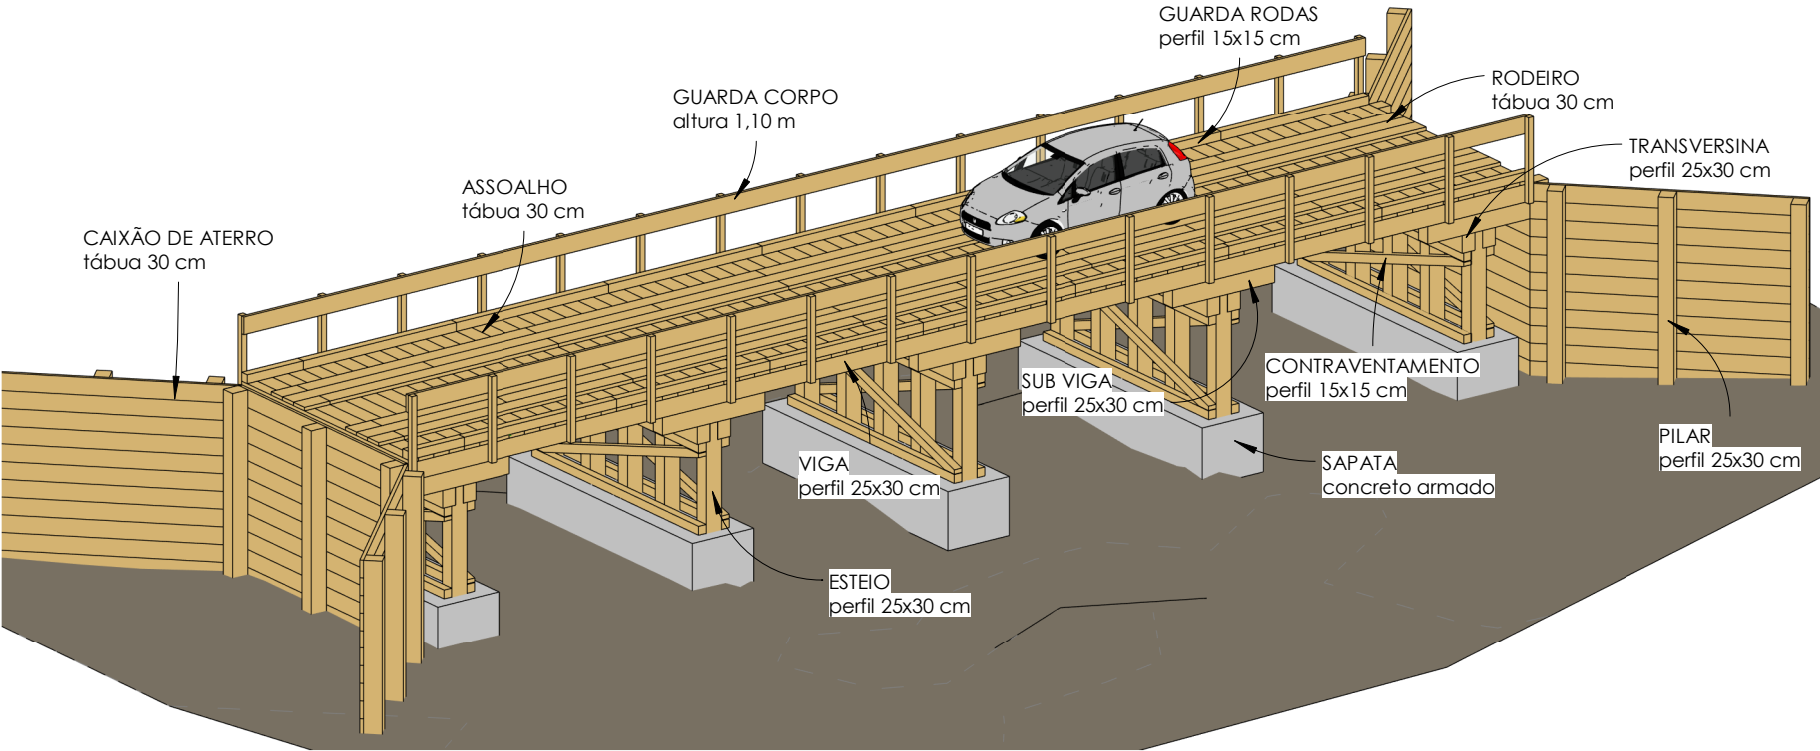 GUARDA RODAS
perfil 15x15 cm
GUARDA CORPO
altura 1,10 m
RODEIRO
tábua 30 cm
TRANSVERSINA
perfil 25x30 cm
ASSOALHO
tábua 30 cm
CAIXÃO DE ATERRO
tábua 30 cm
SUB VIGA
perfil 25x30 cm
CONTRAVENTAMENTO
perfil 15x15 cm
VIGA
perfil 25x30 cm
SAPATA
concreto armado
PILAR
perfil 25x30 cm
ESTEIO
perfil 25x30 cm